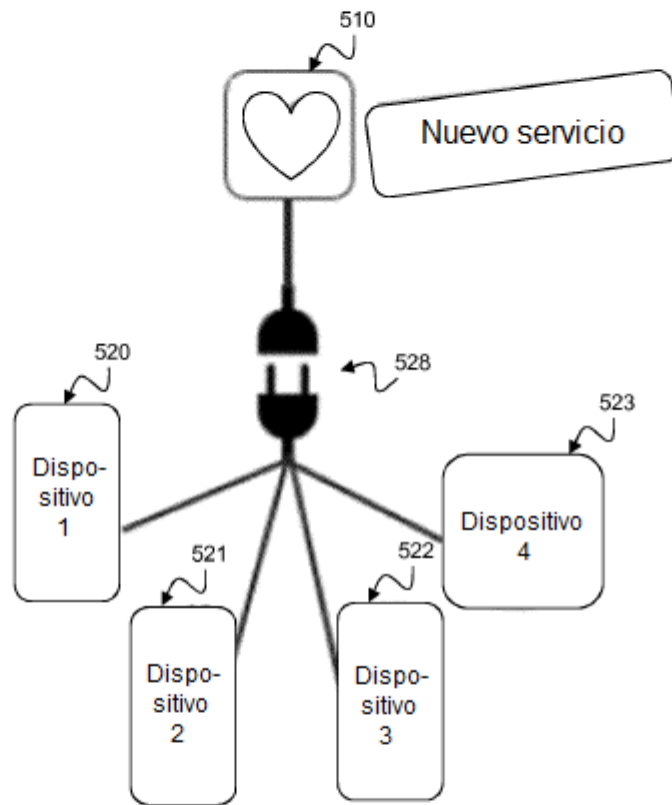 510
Nuevo servicio
520
528
523
Dispo-
sitivo
1
Dispositivo
4
521
522
Dispo-
sitivo
2
Dispo-
sitivo
3